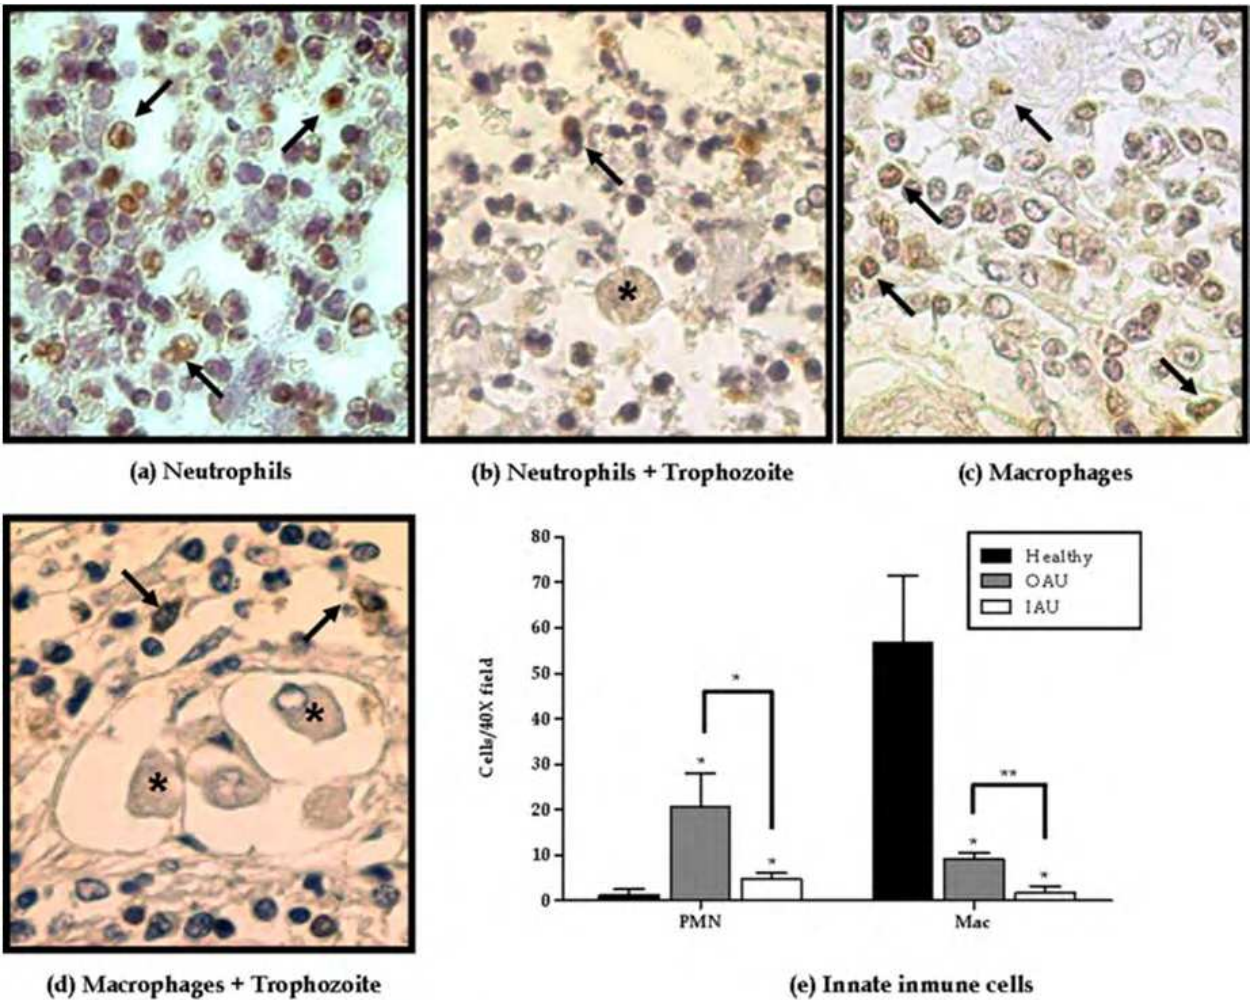 *
(a) Neutrophils
(b) Neutrophils + Trophozoite
(c) Macrophages
*
*
(d) Macrophages + Trophozoite
80
70
60
50
40
30
20
10
0
Cells/40X field
Healthy
OAU
IAU
*
*
*
**
*
*
PMN
Mac
(e) Innate inmune cells